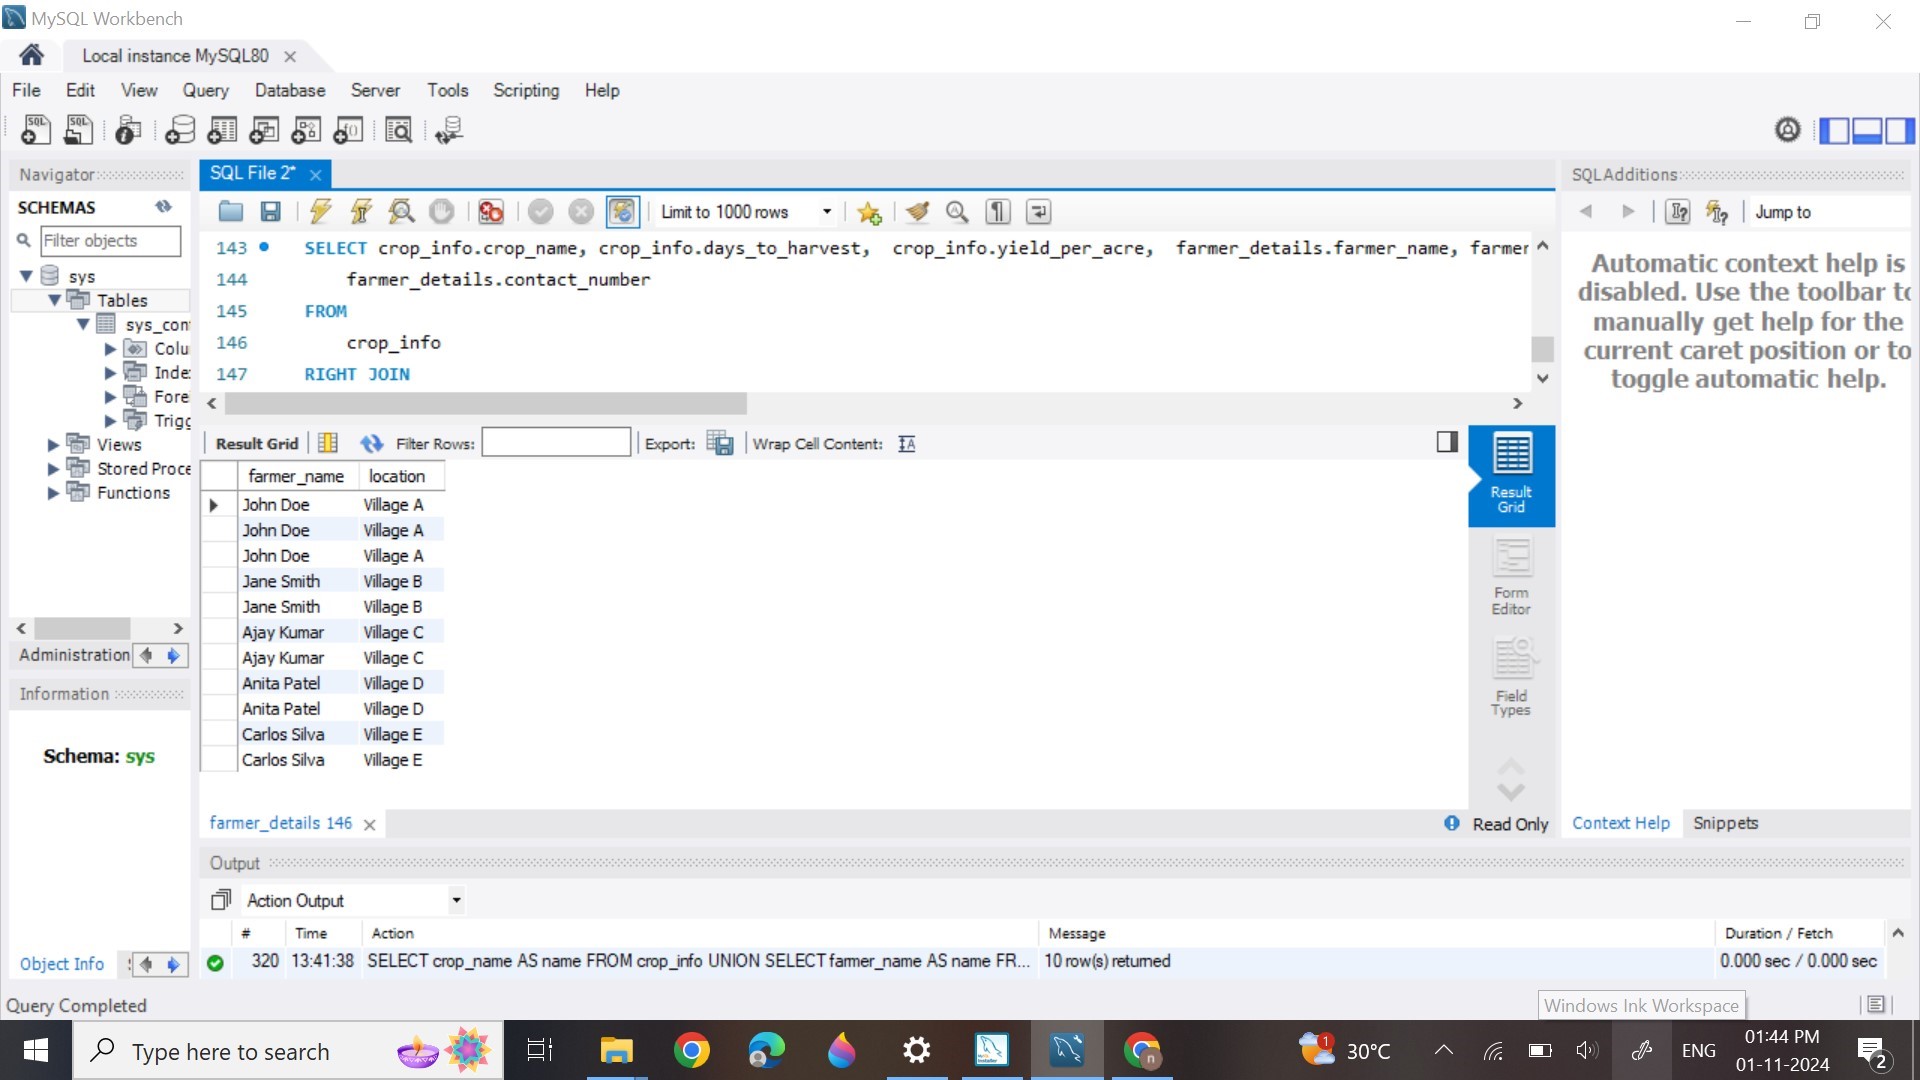 MySQL Workbench
Local instance MySQL80
File Edit View Query Database Server Tools Scripting Help
Navigator
SCHEMAS
Filter objects
sys
Tables
sys_con
Colu
Inde
Fore
Trigg
Views
Stored Proce
Functions
Administration
Information
Schema: sys
Object Info
SQL File 2*
Limit to 1000 rows
143 SELECT crop_info.crop_name, crop_info.days_to_harvest, crop_info.yield_per_acre, farmer_details.farmer_name, farmer
144 farmer_details.contact_number
145 FROM
146 crop_info
147 RIGHT JOIN
Result Grid Filter Rows: Export: Wrap Cell Content:
farmer_name location
John Doe Village A
John Doe Village A
John Doe Village A
Jane Smith Village B
Jane Smith Village B
Ajay Kumar Village C
Ajay Kumar Village C
Anita Patel Village D
Anita Patel Village D
Carlos Silva Village E
Carlos Silva Village E
Result
Grid
Form
Editor
Field
Types
farmer_details 146
Read Only
SQLAdditions
Jump to
Automatic context help is
disabled. Use the toolbar to
manually get help for the
current caret position or to
toggle automatic help.
Context Help Snippets
Output
Action Output
# Time Action Message Duration / Fetch
320 13:41:38 SELECT crop_name AS name FROM crop_info UNION SELECT farmer_name AS name FR... 10 row(s) returned 0.000 sec / 0.000 sec
Query Completed
Windows Ink Workspace
Type here to search
n
1
30°C
ENG
01:44 PM
01-11-2024
2